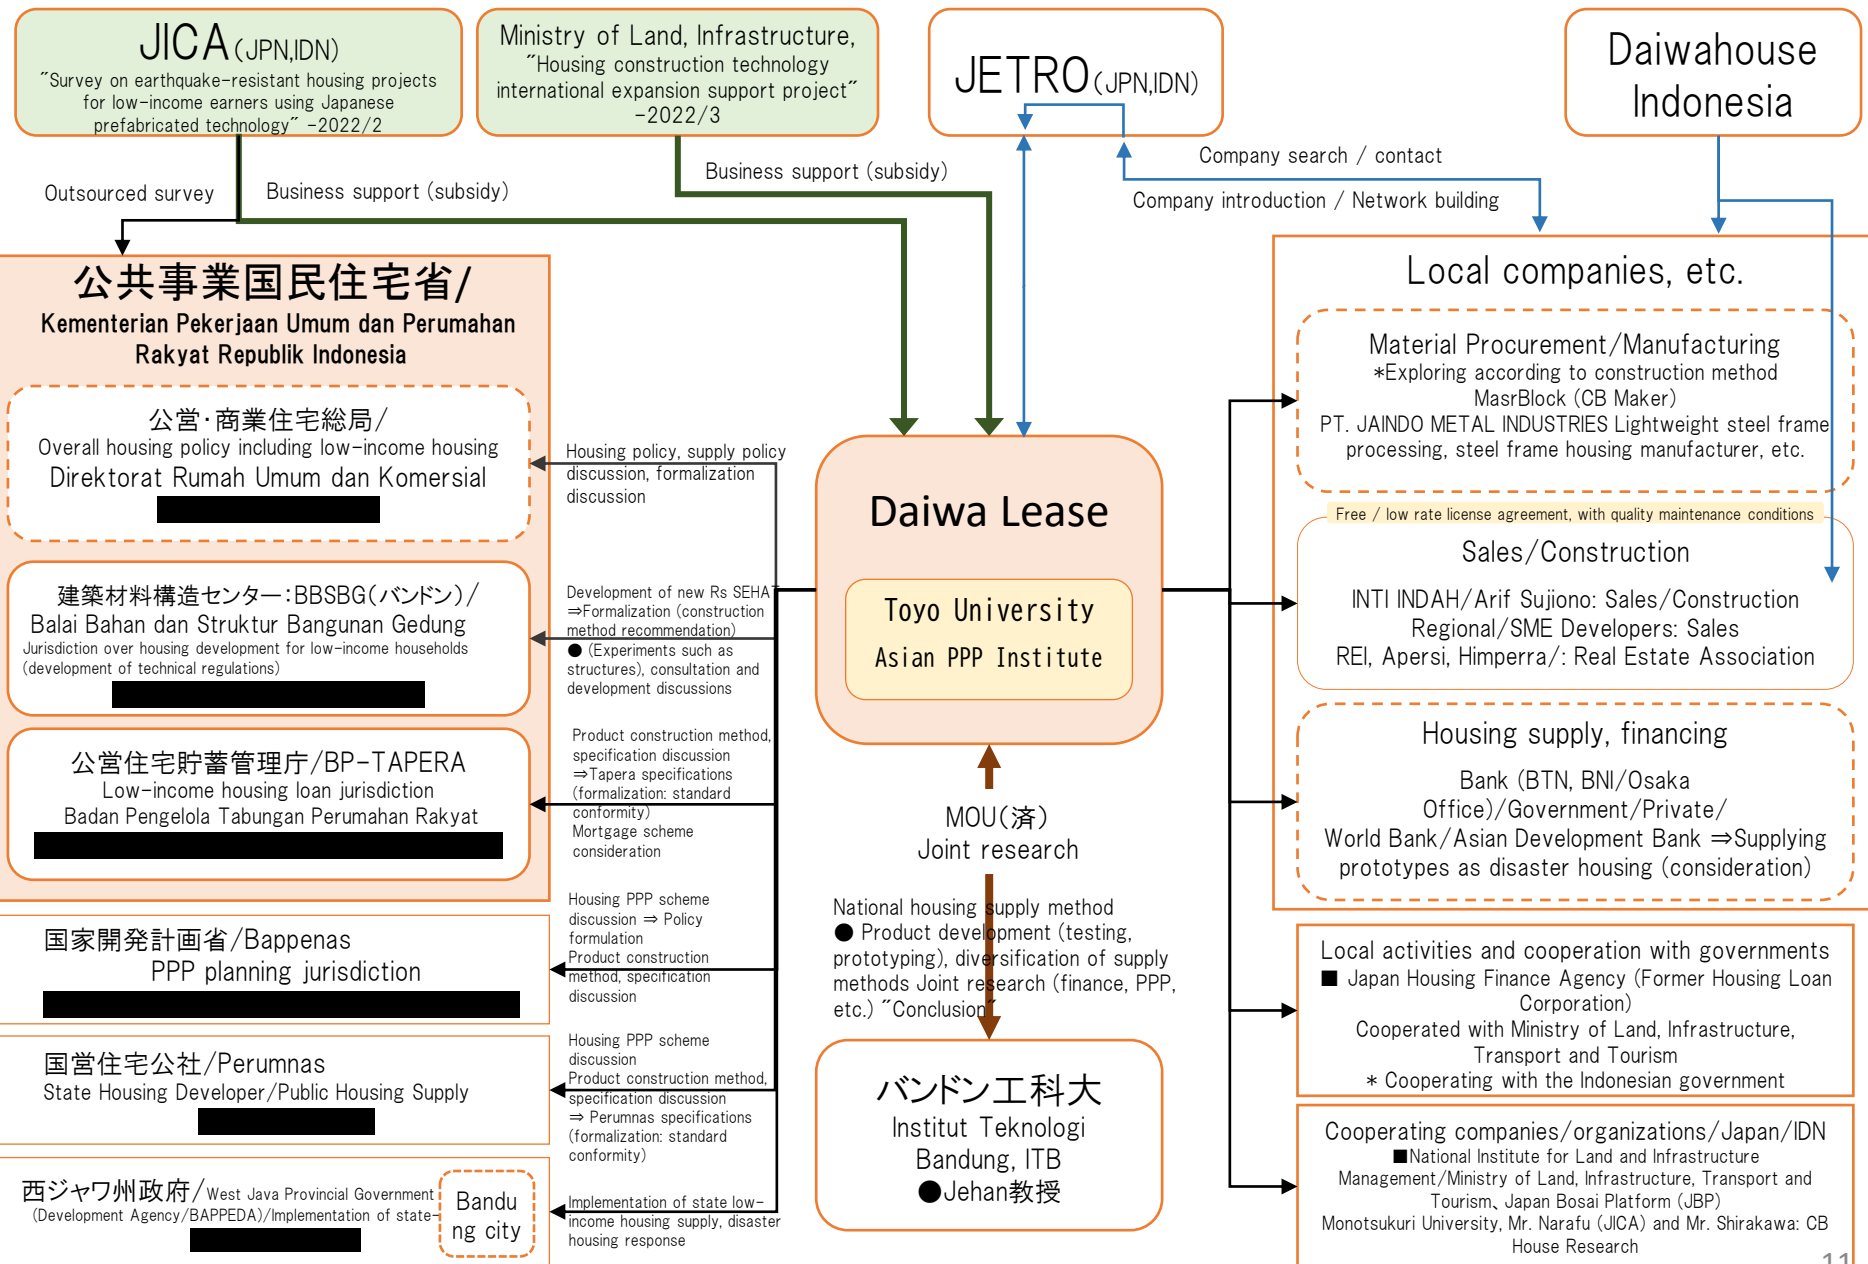 JICA(JPN,IDN)
"Survey on earthquake-resistant housing projects
for low-income earners using Japanese
prefabricated technology" -2022/2
Ministry of Land, Infrastructure,
"Housing construction technology
international expansion support project"
-2022/3
JETRO(JPN,IDN)
Daiwahouse
Indonesia
Outsourced survey
Business support (subsidy)
Business support (subsidy)
Company search / contact
Company introduction / Network building
公共事業国民住宅省/
Kementerian Pekerjaan Umum dan Perumahan
Rakyat Republik Indonesia
公営・商業住宅総局/
Overall housing policy including low-income housing
Direktorat Rumah Umum dan Komersial
建築材料構造センター:BBSBG(バンドン)/
Balai Bahan dan Struktur Bangunan Gedung
Jurisdiction over housing development for low-income households
(development of technical regulations)
公営住宅貯蓄管理庁/BP-TAPERA
Low-income housing loan jurisdiction
Badan Pengelola Tabungan Perumahan Rakyat
国家開発計画省/Bappenas
PPP planning jurisdiction
国営住宅公社/Perumnas
State Housing Developer/Public Housing Supply
西ジャワ州政府/West Java Provincial Government
(Development Agency/BAPPEDA)/Implementation of state-
Bandu
ng city
Housing policy, supply policy
discussion, formalization
discussion
Development of new Rs SEHAT
⇒Formalization (construction
method recommendation)
● (Experiments such as
structures), consultation and
development discussions
Product construction method,
specification discussion
⇒Tapera specifications
(formalization: standard
conformity)
Mortgage scheme
consideration
Housing PPP scheme
discussion ⇒ Policy
formulation
Product construction
method, specification
discussion
Housing PPP scheme
discussion
Product construction method,
specification discussion
⇒ Perumnas specifications
(formalization: standard
conformity)
Implementation of state low-
income housing supply, disaster
housing response
Daiwa Lease
Toyo University
Asian PPP Institute
MOU(済)
Joint research
National housing supply method
● Product development (testing,
prototyping), diversification of supply
methods Joint research (finance, PPP,
etc.) "Conclusion"
バンドン工科大
Institut Teknologi
Bandung, ITB
●Jehan教授
Local companies, etc.
Material Procurement/Manufacturing
*Exploring according to construction method
MasrBlock (CB Maker)
PT. JAINDO METAL INDUSTRIES Lightweight steel frame
processing, steel frame housing manufacturer, etc.
Free / low rate license agreement, with quality maintenance conditions
Sales/Construction
INTI INDAH/Arif Sujiono: Sales/Construction
Regional/SME Developers: Sales
REI, Apersi, Himperra/: Real Estate Association
Housing supply, financing
Bank (BTN, BNI/Osaka
Office)/Government/Private/
World Bank/Asian Development Bank ⇒Supplying
prototypes as disaster housing (consideration)
Local activities and cooperation with governments
■ Japan Housing Finance Agency (Former Housing Loan
Corporation)
Cooperated with Ministry of Land, Infrastructure,
Transport and Tourism
* Cooperating with the Indonesian government
Cooperating companies/organizations/Japan/IDN
■National Institute for Land and Infrastructure
Management/Ministry of Land, Infrastructure, Transport and
Tourism、Japan Bosai Platform (JBP)
Monotsukuri University, Mr. Narafu (JICA) and Mr. Shirakawa: CB
House Research
11